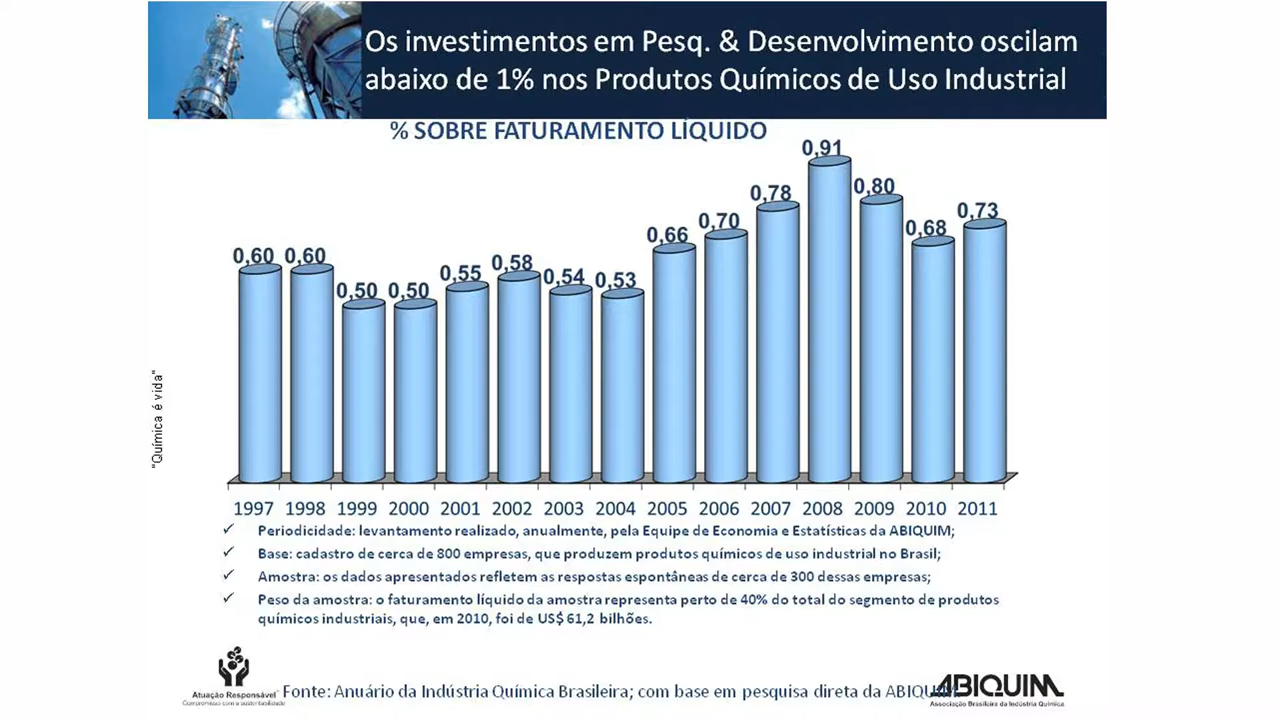 Os investimentos em Pesq. & Desenvolvimento oscilam
abaixo de 1% nos Produtos Químicos de Uso Industrial
% SOBRE FATURAMENTO LÍQUIDO
0,60 0,60 0,50 0,50 0,55 0,58 0,54 0,53 0,66 0,70 0,78 0,91 0,80 0,68 0,73
1997 1998 1999 2000 2001 2002 2003 2004 2005 2006 2007 2008 2009 2010 2011
"Química é vida"
Periodicidade: levantamento realizado, anualmente, pela Equipe de Economia e Estatísticas da ABIQUIM;
Base: cadastro de cerca de 800 empresas, que produzem produtos químicos de uso industrial no Brasil;
Amostra: os dados apresentados refletem as respostas espontâneas de cerca de 300 dessas empresas;
Peso da amostra: o faturamento líquido da amostra representa perto de 40% do total do segmento de produtos
químicos industriais, que, em 2010, foi de US$ 61,2 bilhões.
Atuação Responsável
Compromisso com a sustentabilidade
Fonte: Anuário da Indústria Química Brasileira; com base em pesquisa direta da ABIQUIM.
ABIQUIM
Associação Brasileira da Indústria Química